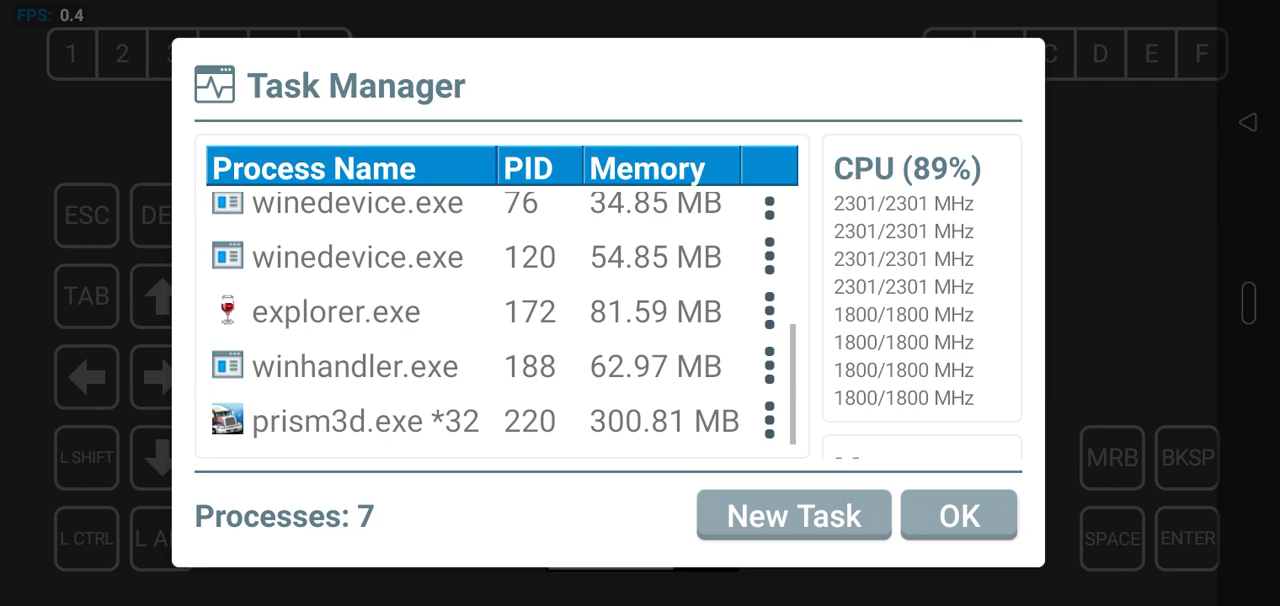 FPS: 0.4
1 2 3
C D E F
Task Manager
Process Name PID Memory
winedevice.exe 76 34.85 MB
winedevice.exe 120 54.85 MB
explorer.exe 172 81.59 MB
winhandler.exe 188 62.97 MB
prism3d.exe *32 220 300.81 MB
CPU (89%)
2301/2301 MHz
2301/2301 MHz
2301/2301 MHz
2301/2301 MHz
1800/1800 MHz
1800/1800 MHz
1800/1800 MHz
1800/1800 MHz
Processes: 7
New Task
OK
ESC DE
TAB
L SHIFT
L CTRL L A
MRB BKSP
SPACE ENTER